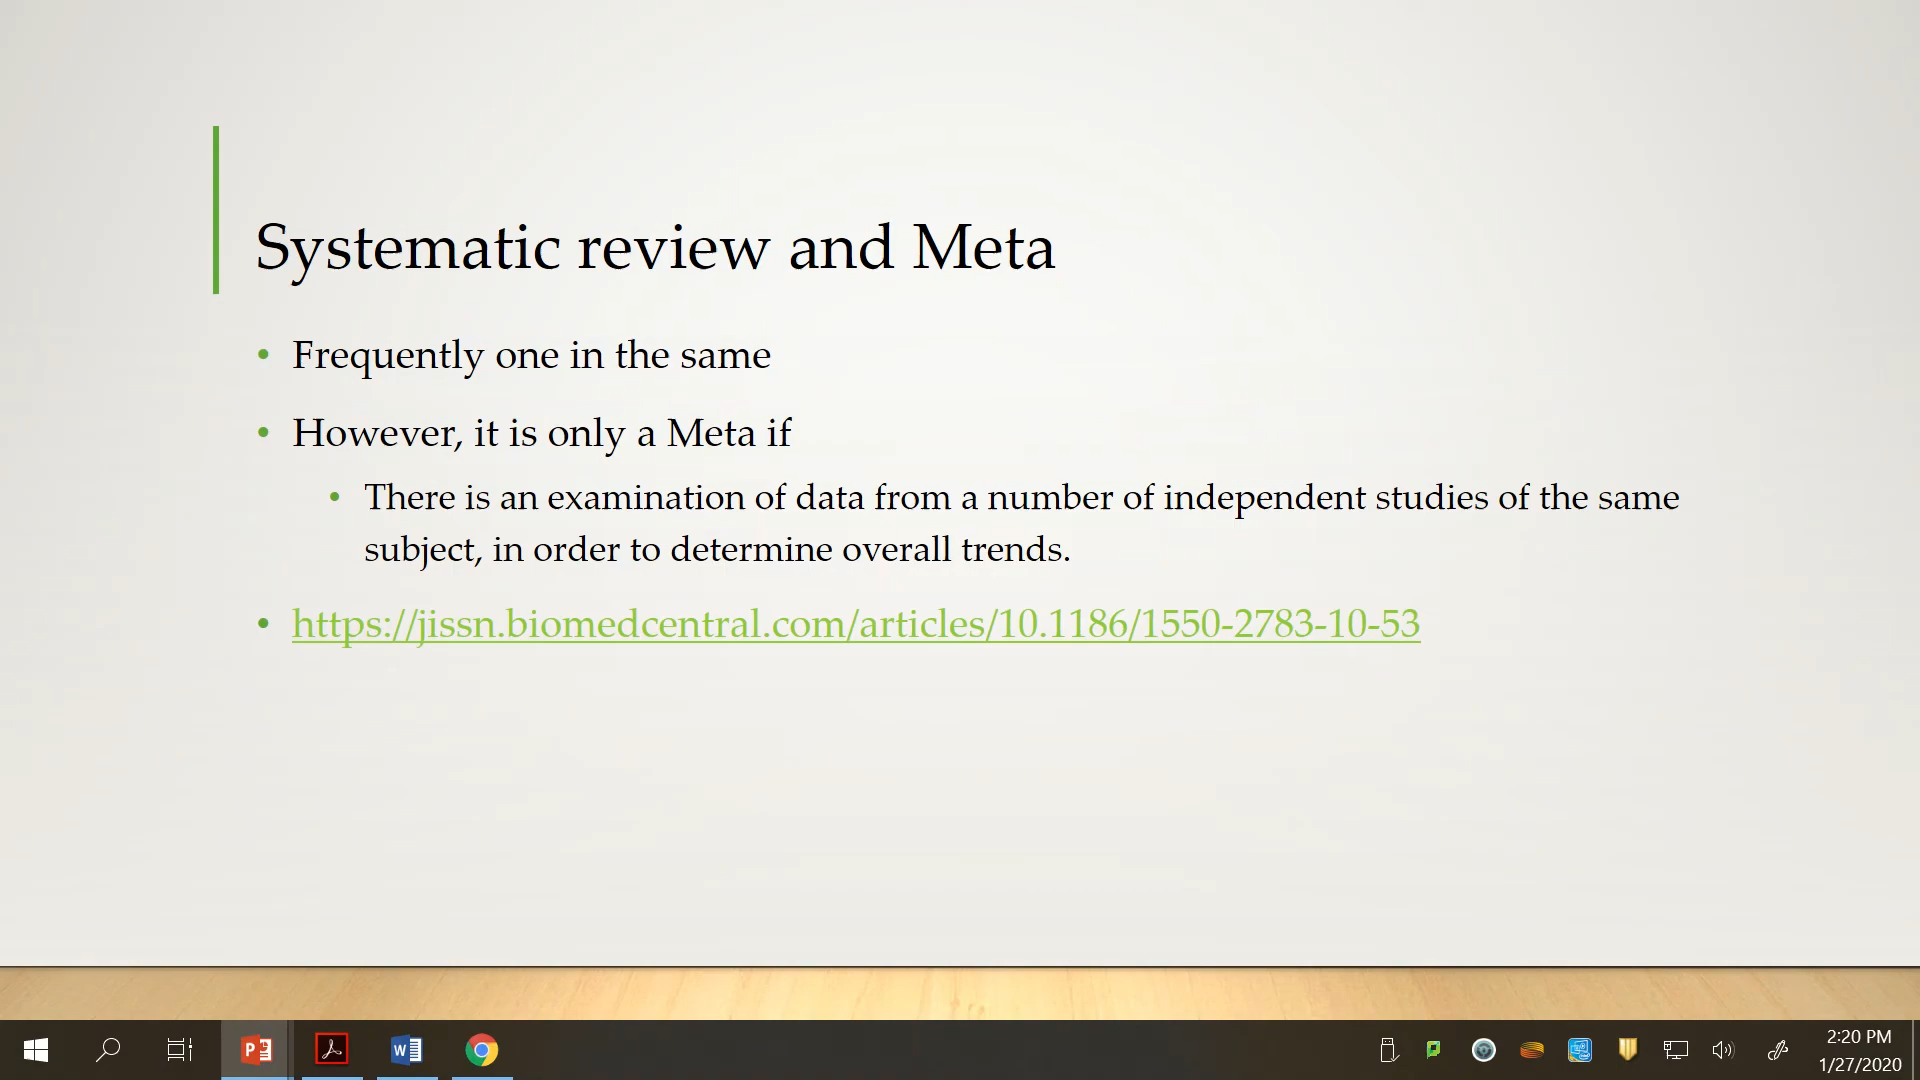 Systematic review and Meta
• Frequently one in the same
• However, it is only a Meta if
• There is an examination of data from a number of independent studies of the same
subject, in order to determine overall trends.
• https://jissn.biomedcentral.com/articles/10.1186/1550-2783-10-53
2:20 PM
1/27/2020